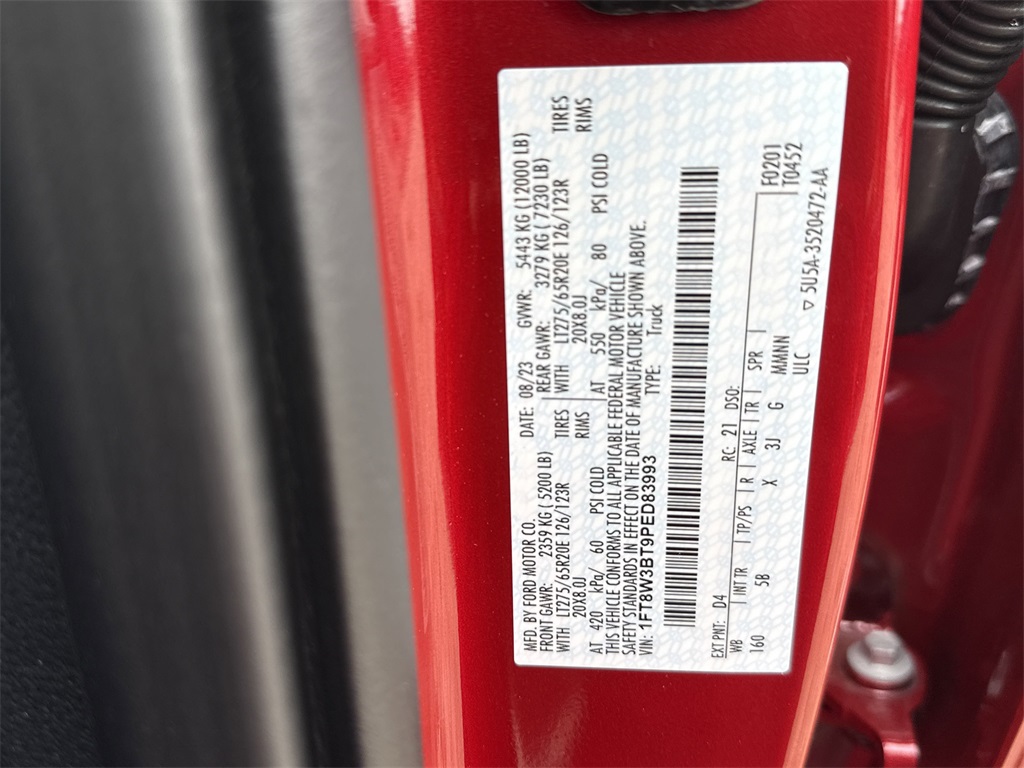 MFD. BY FORD MOTOR CO.
DATE: 08/23 GVWR: 5443 KG (12000 LB)
FRONT GAWR: 2359 KG ( 5200 LB)
REAR GAWR: 3279 KG ( 7230 LB)
WITH LT275/65R20E 126/123R TIRES
WITH LT275/65R20E 126/123R TIRES
20X8.0J RIMS
20X8.0J RIMS
AT 420 kPa/ 60 PSI COLD
AT 550 kPa/ 80 PSI COLD
THIS VEHICLE CONFORMS TO ALL APPLICABLE FEDERAL MOTOR VEHICLE
SAFETY STANDARDS IN EFFECT ON THE DATE OF MANUFACTURE SHOWN ABOVE.
VIN: 1FT8W3BT9PED83993 TYPE: Truck
EXT PNT: D4 RC: 21 DSO: F0201
WB | INT TR | TP/PS | R | AXLE | TR | SPR | T0452
160 5B X 3J G MMNN
ULC ▽ 5U5A-3520472-AA